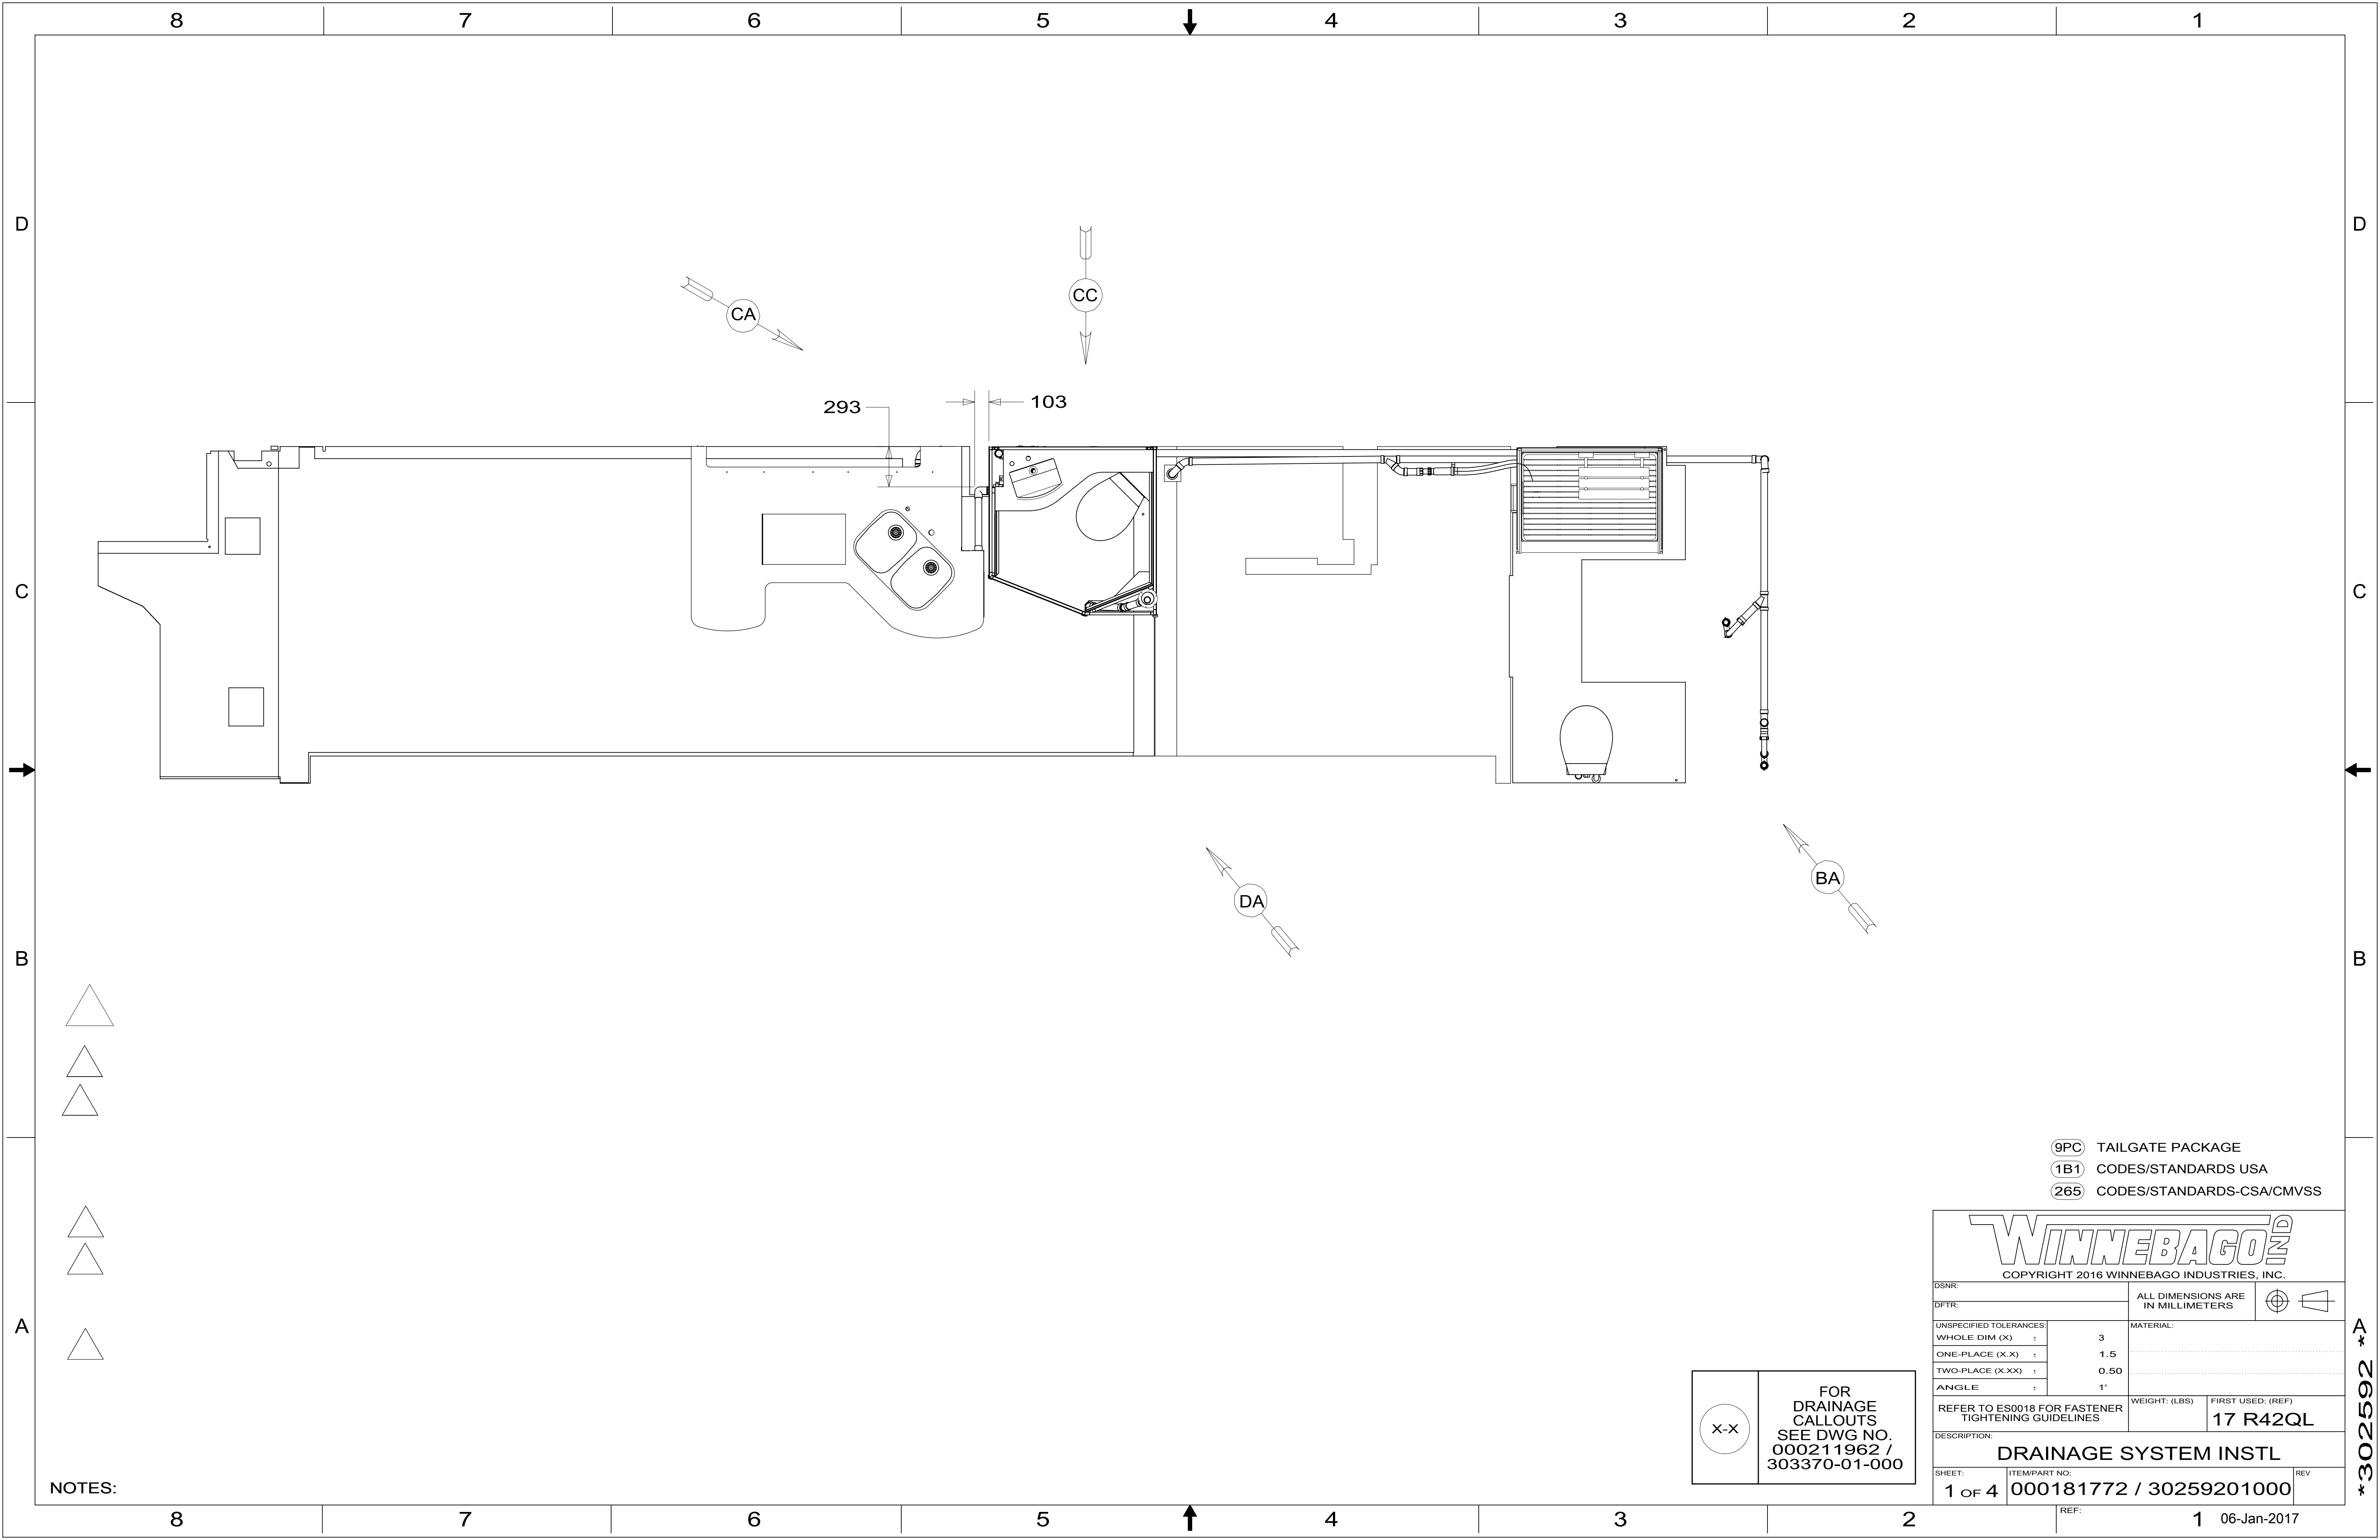 8 7 6 5 4 3 2 1
D D
CA
CC
293
103
C C
DA
BA
B B
9PC TAILGATE PACKAGE
1B1 CODES/STANDARDS USA
265 CODES/STANDARDS-CSA/CMVSS
WINNEBAGO IND
COPYRIGHT 2016 WINNEBAGO INDUSTRIES, INC.
DSNR:
DFTR:
ALL DIMENSIONS ARE
IN MILLIMETERS
UNSPECIFIED TOLERANCES:
WHOLE DIM (X) ± 3
ONE-PLACE (X.X) ± 1.5
TWO-PLACE (X.XX) ± 0.50
ANGLE ± 1°
MATERIAL:
REFER TO ES0018 FOR FASTENER
TIGHTENING GUIDELINES
WEIGHT: (LBS)
FIRST USED: (REF)
17 R42QL
DESCRIPTION:
DRAINAGE SYSTEM INSTL
SHEET:
1 OF 4
ITEM/PART NO:
000181772 / 30259201000
REV
A A
*302592 *
X-X
FOR
DRAINAGE
CALLOUTS
SEE DWG NO.
000211962 /
303370-01-000
NOTES:
8 7 6 5 4 3 2 1
REF:
06-Jan-2017